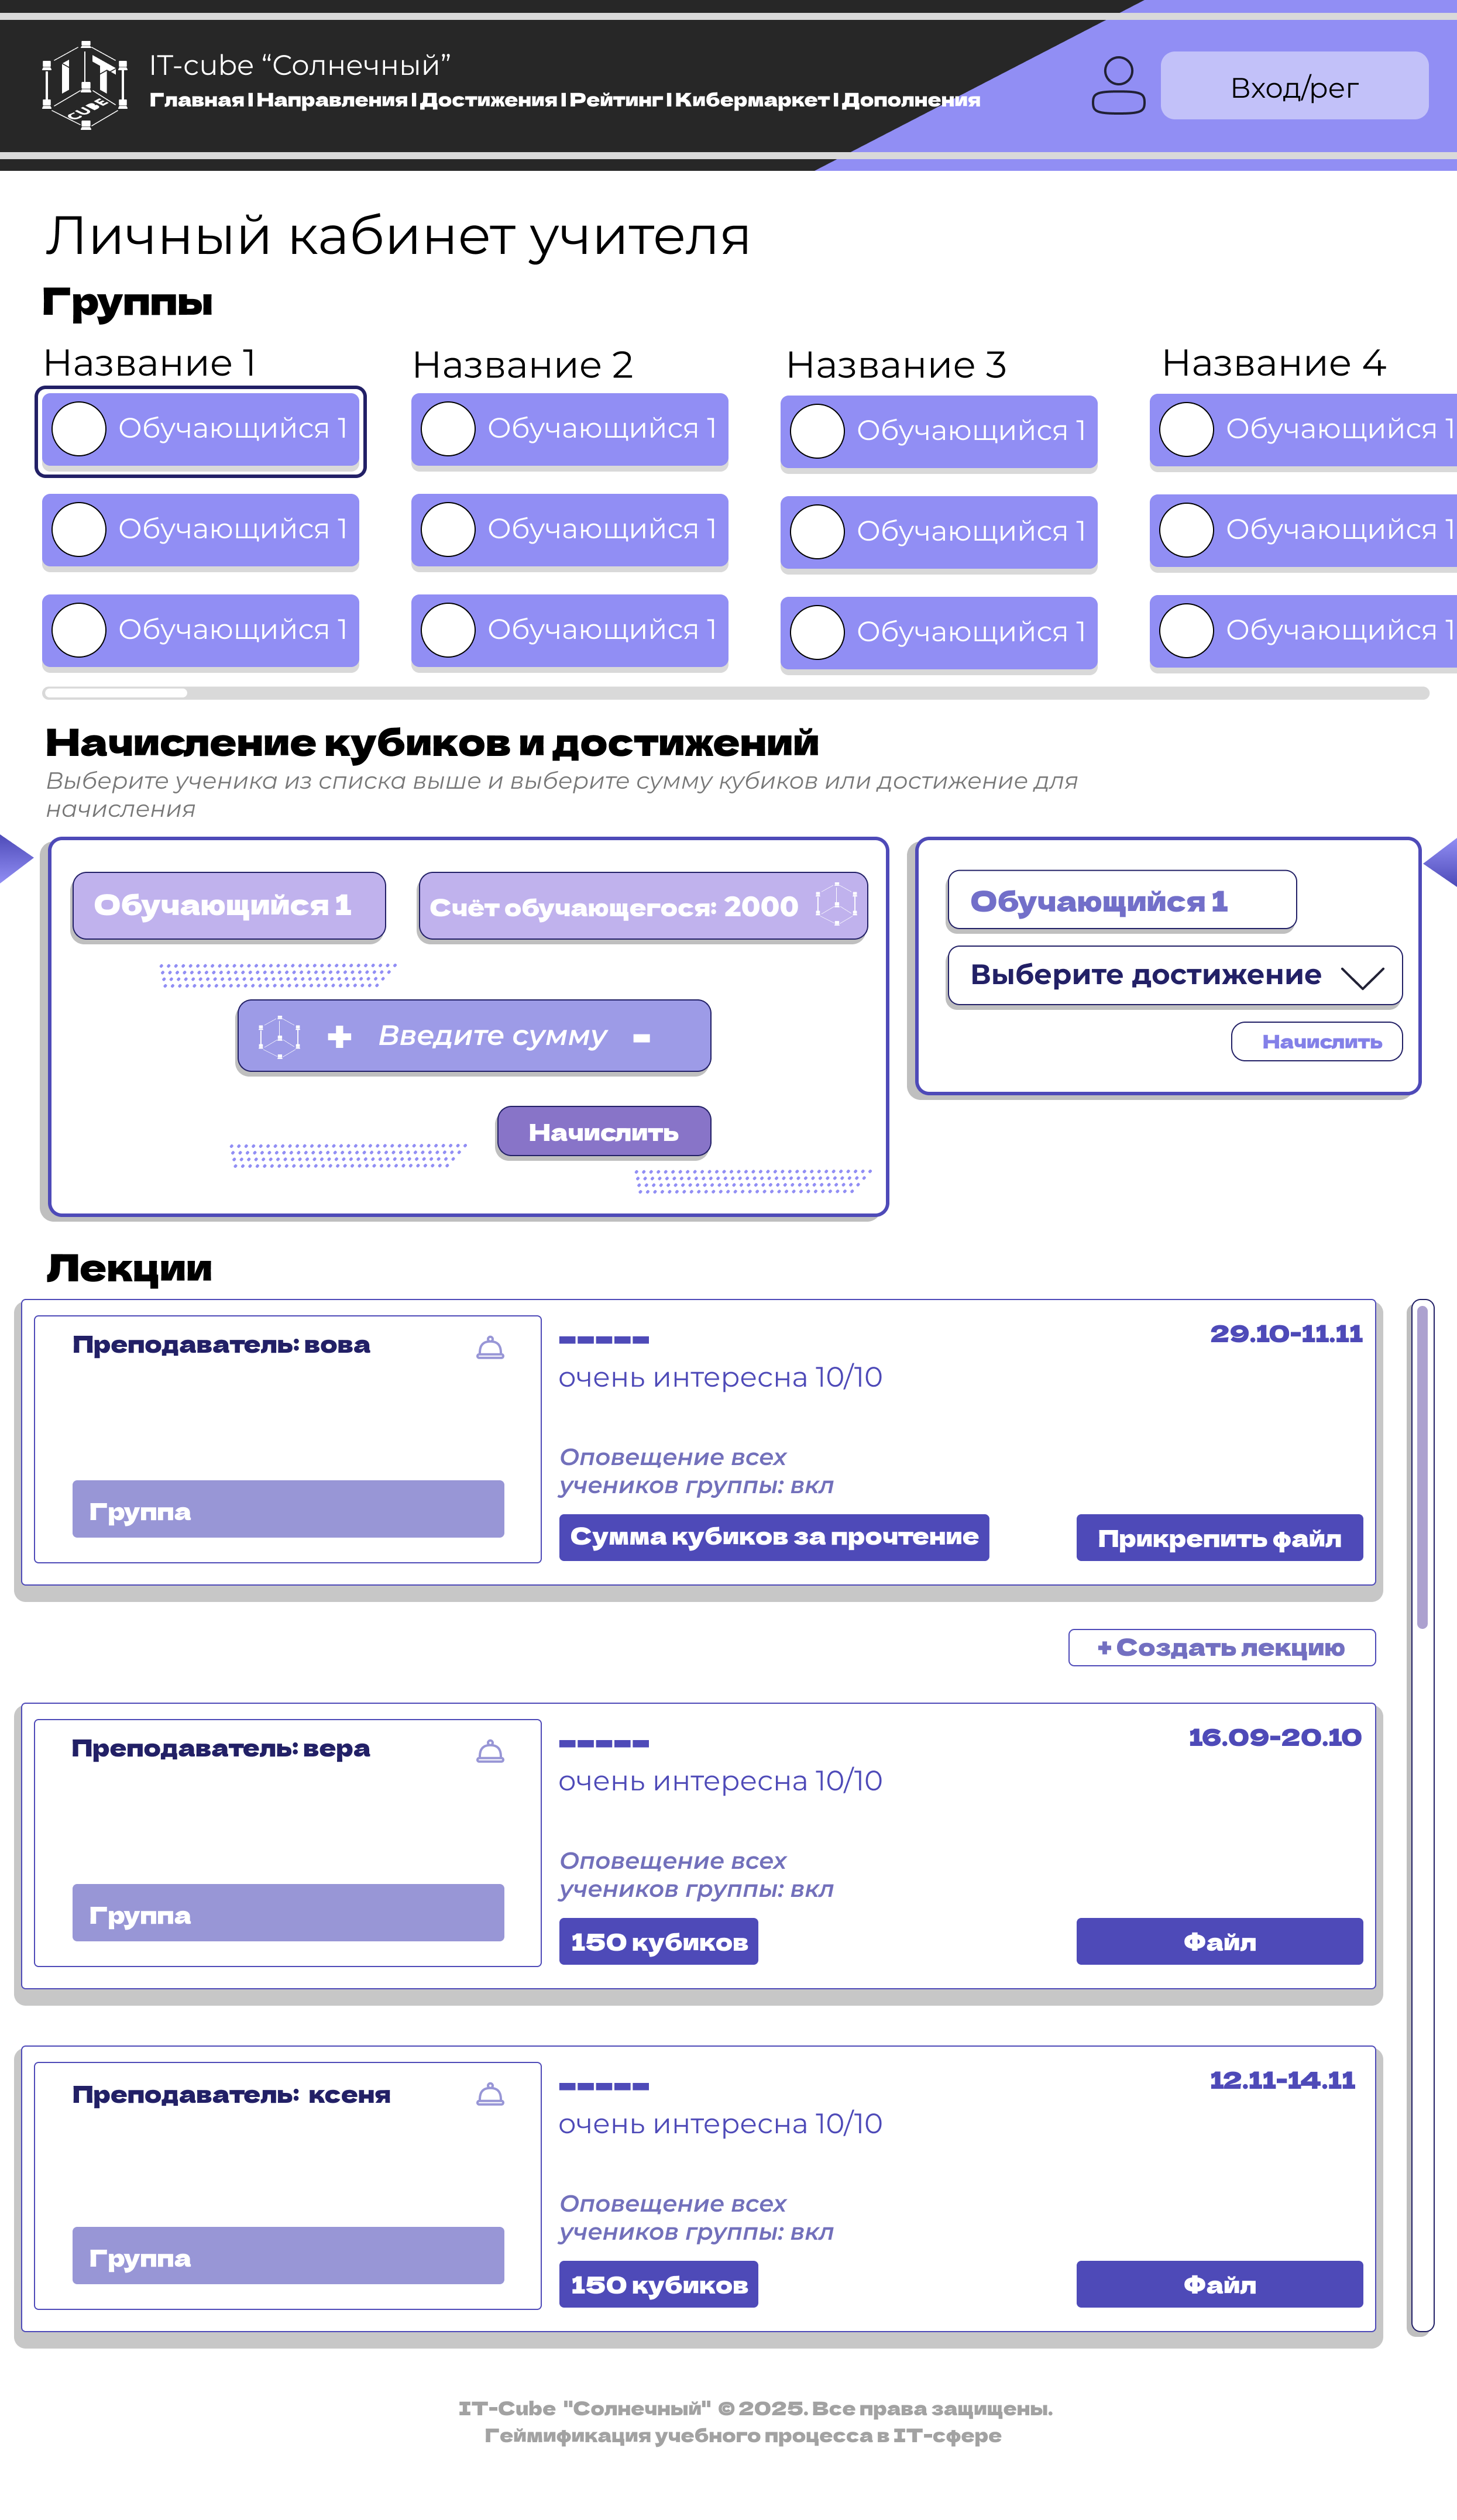 IT-cube “Солнечный”
Главная | Направления | Достижения | Рейтинг | Кибермаркет | Дополнения
Вход/рег
IT
CUBE
Личный кабинет учителя
Группы
Название 1
Название 2
Название 3
Название 4
Обучающийся 1
Обучающийся 1
Обучающийся 1
Обучающийся 1
Обучающийся 1
Обучающийся 1
Обучающийся 1
Обучающийся 1
Обучающийся 1
Обучающийся 1
Обучающийся 1
Обучающийся 1
Начисление кубиков и достижений
Выберите ученика из списка выше и выберите сумму кубиков или достижение для
начисления
Обучающийся 1
Счёт обучающегося: 2000
+ Введите сумму -
Начислить
Обучающийся 1
Выберите достижение
Начислить
Лекции
Преподаватель: вова
Группа
-----
29.10-11.11
очень интересна 10/10
Оповещение всех
учеников группы: вкл
Сумма кубиков за прочтение
Прикрепить файл
+ Создать лекцию
Преподаватель: вера
Группа
-----
16.09-20.10
очень интересна 10/10
Оповещение всех
учеников группы: вкл
150 кубиков
Файл
Преподаватель: ксеня
Группа
-----
12.11-14.11
очень интересна 10/10
Оповещение всех
учеников группы: вкл
150 кубиков
Файл
IT-Cube "Солнечный" © 2025. Все права защищены.
Геймификация учебного процесса в IT-сфере